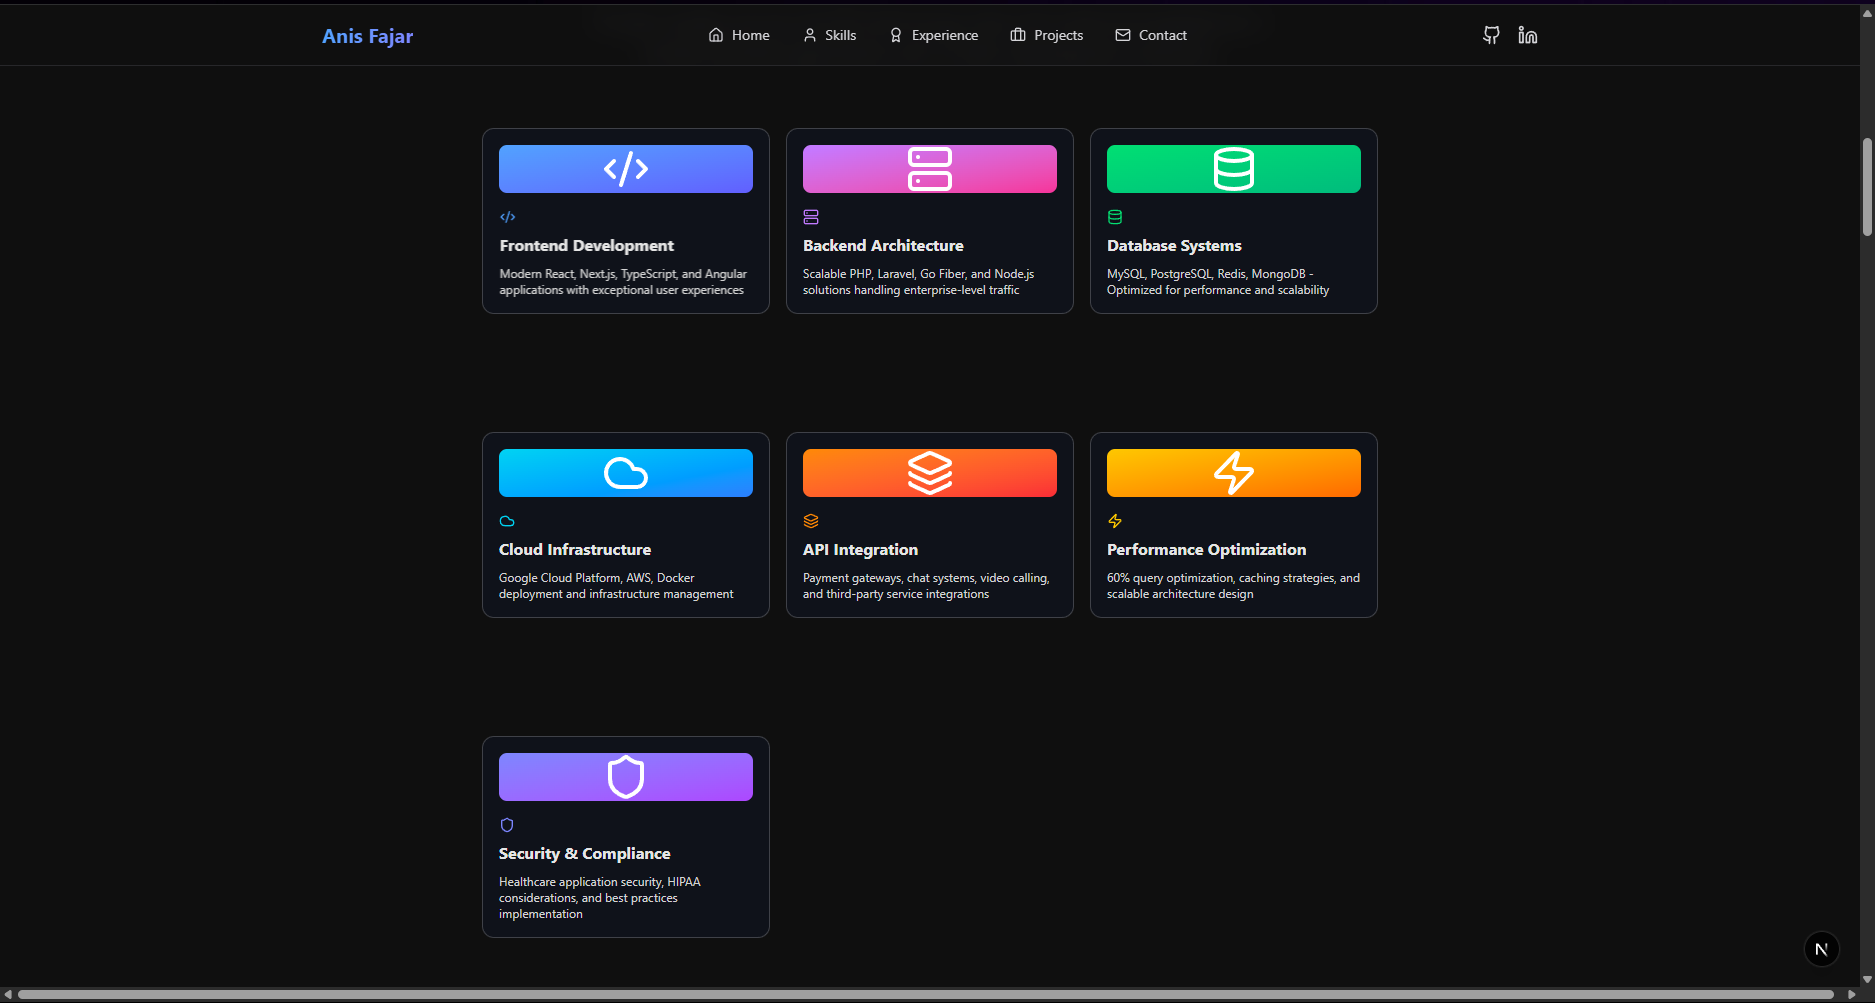 Anis Fajar
Home
Skills
Experience
Projects
Contact
Frontend Development
Modern React, Next.js, TypeScript, and Angular
applications with exceptional user experiences
Backend Architecture
Scalable PHP, Laravel, Go Fiber, and Node.js
solutions handling enterprise-level traffic
Database Systems
MySQL, PostgreSQL, Redis, MongoDB -
Optimized for performance and scalability
Cloud Infrastructure
Google Cloud Platform, AWS, Docker
deployment and infrastructure management
API Integration
Payment gateways, chat systems, video calling,
and third-party service integrations
Performance Optimization
60% query optimization, caching strategies, and
scalable architecture design
Security & Compliance
Healthcare application security, HIPAA
considerations, and best practices
implementation
N